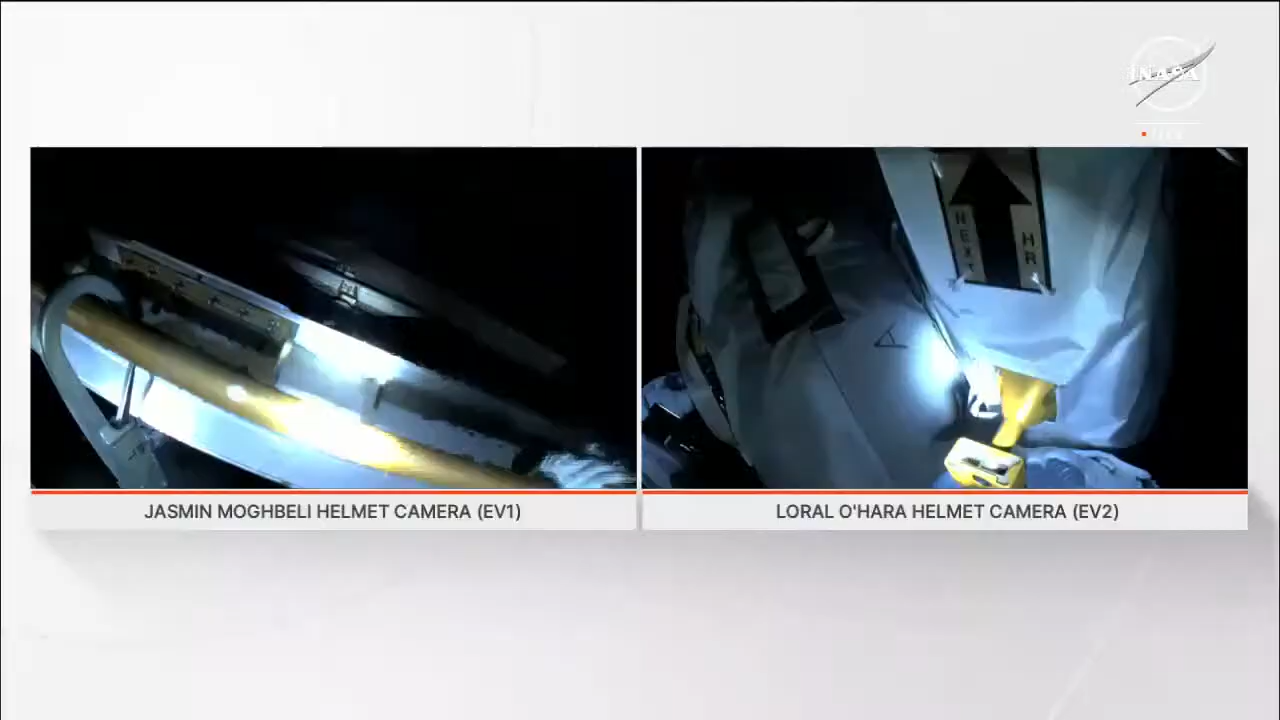 NASA
NEXT
HR
A
JASMIN MOGHBELI HELMET CAMERA (EV1)
LORAL O'HARA HELMET CAMERA (EV2)